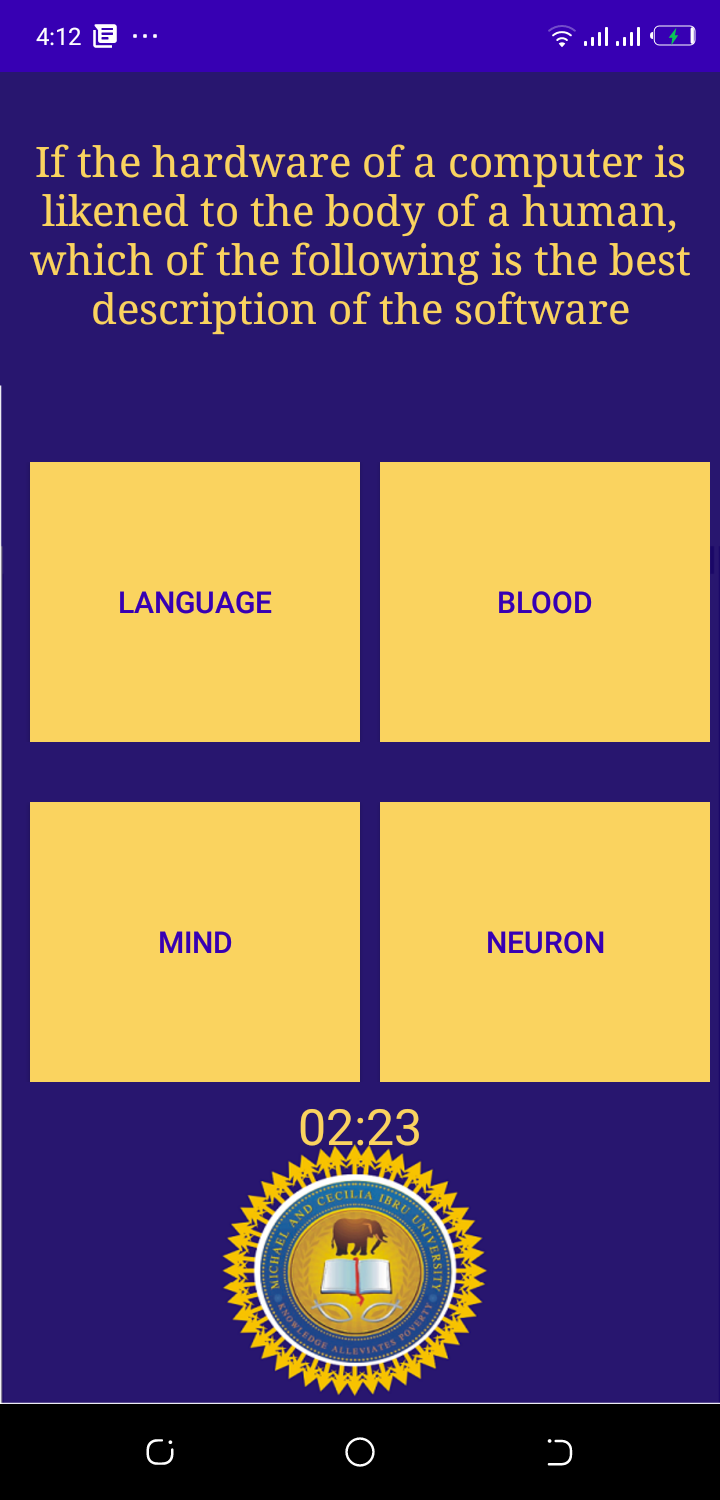 4:12
If the hardware of a computer is
likened to the body of a human,
which of the following is the best
description of the software
LANGUAGE
BLOOD
MIND
NEURON
02:23
MICHAEL AND CECILIA IBRU UNIVERSITY
KNOWLEDGE ALLEVIATES POVERTY